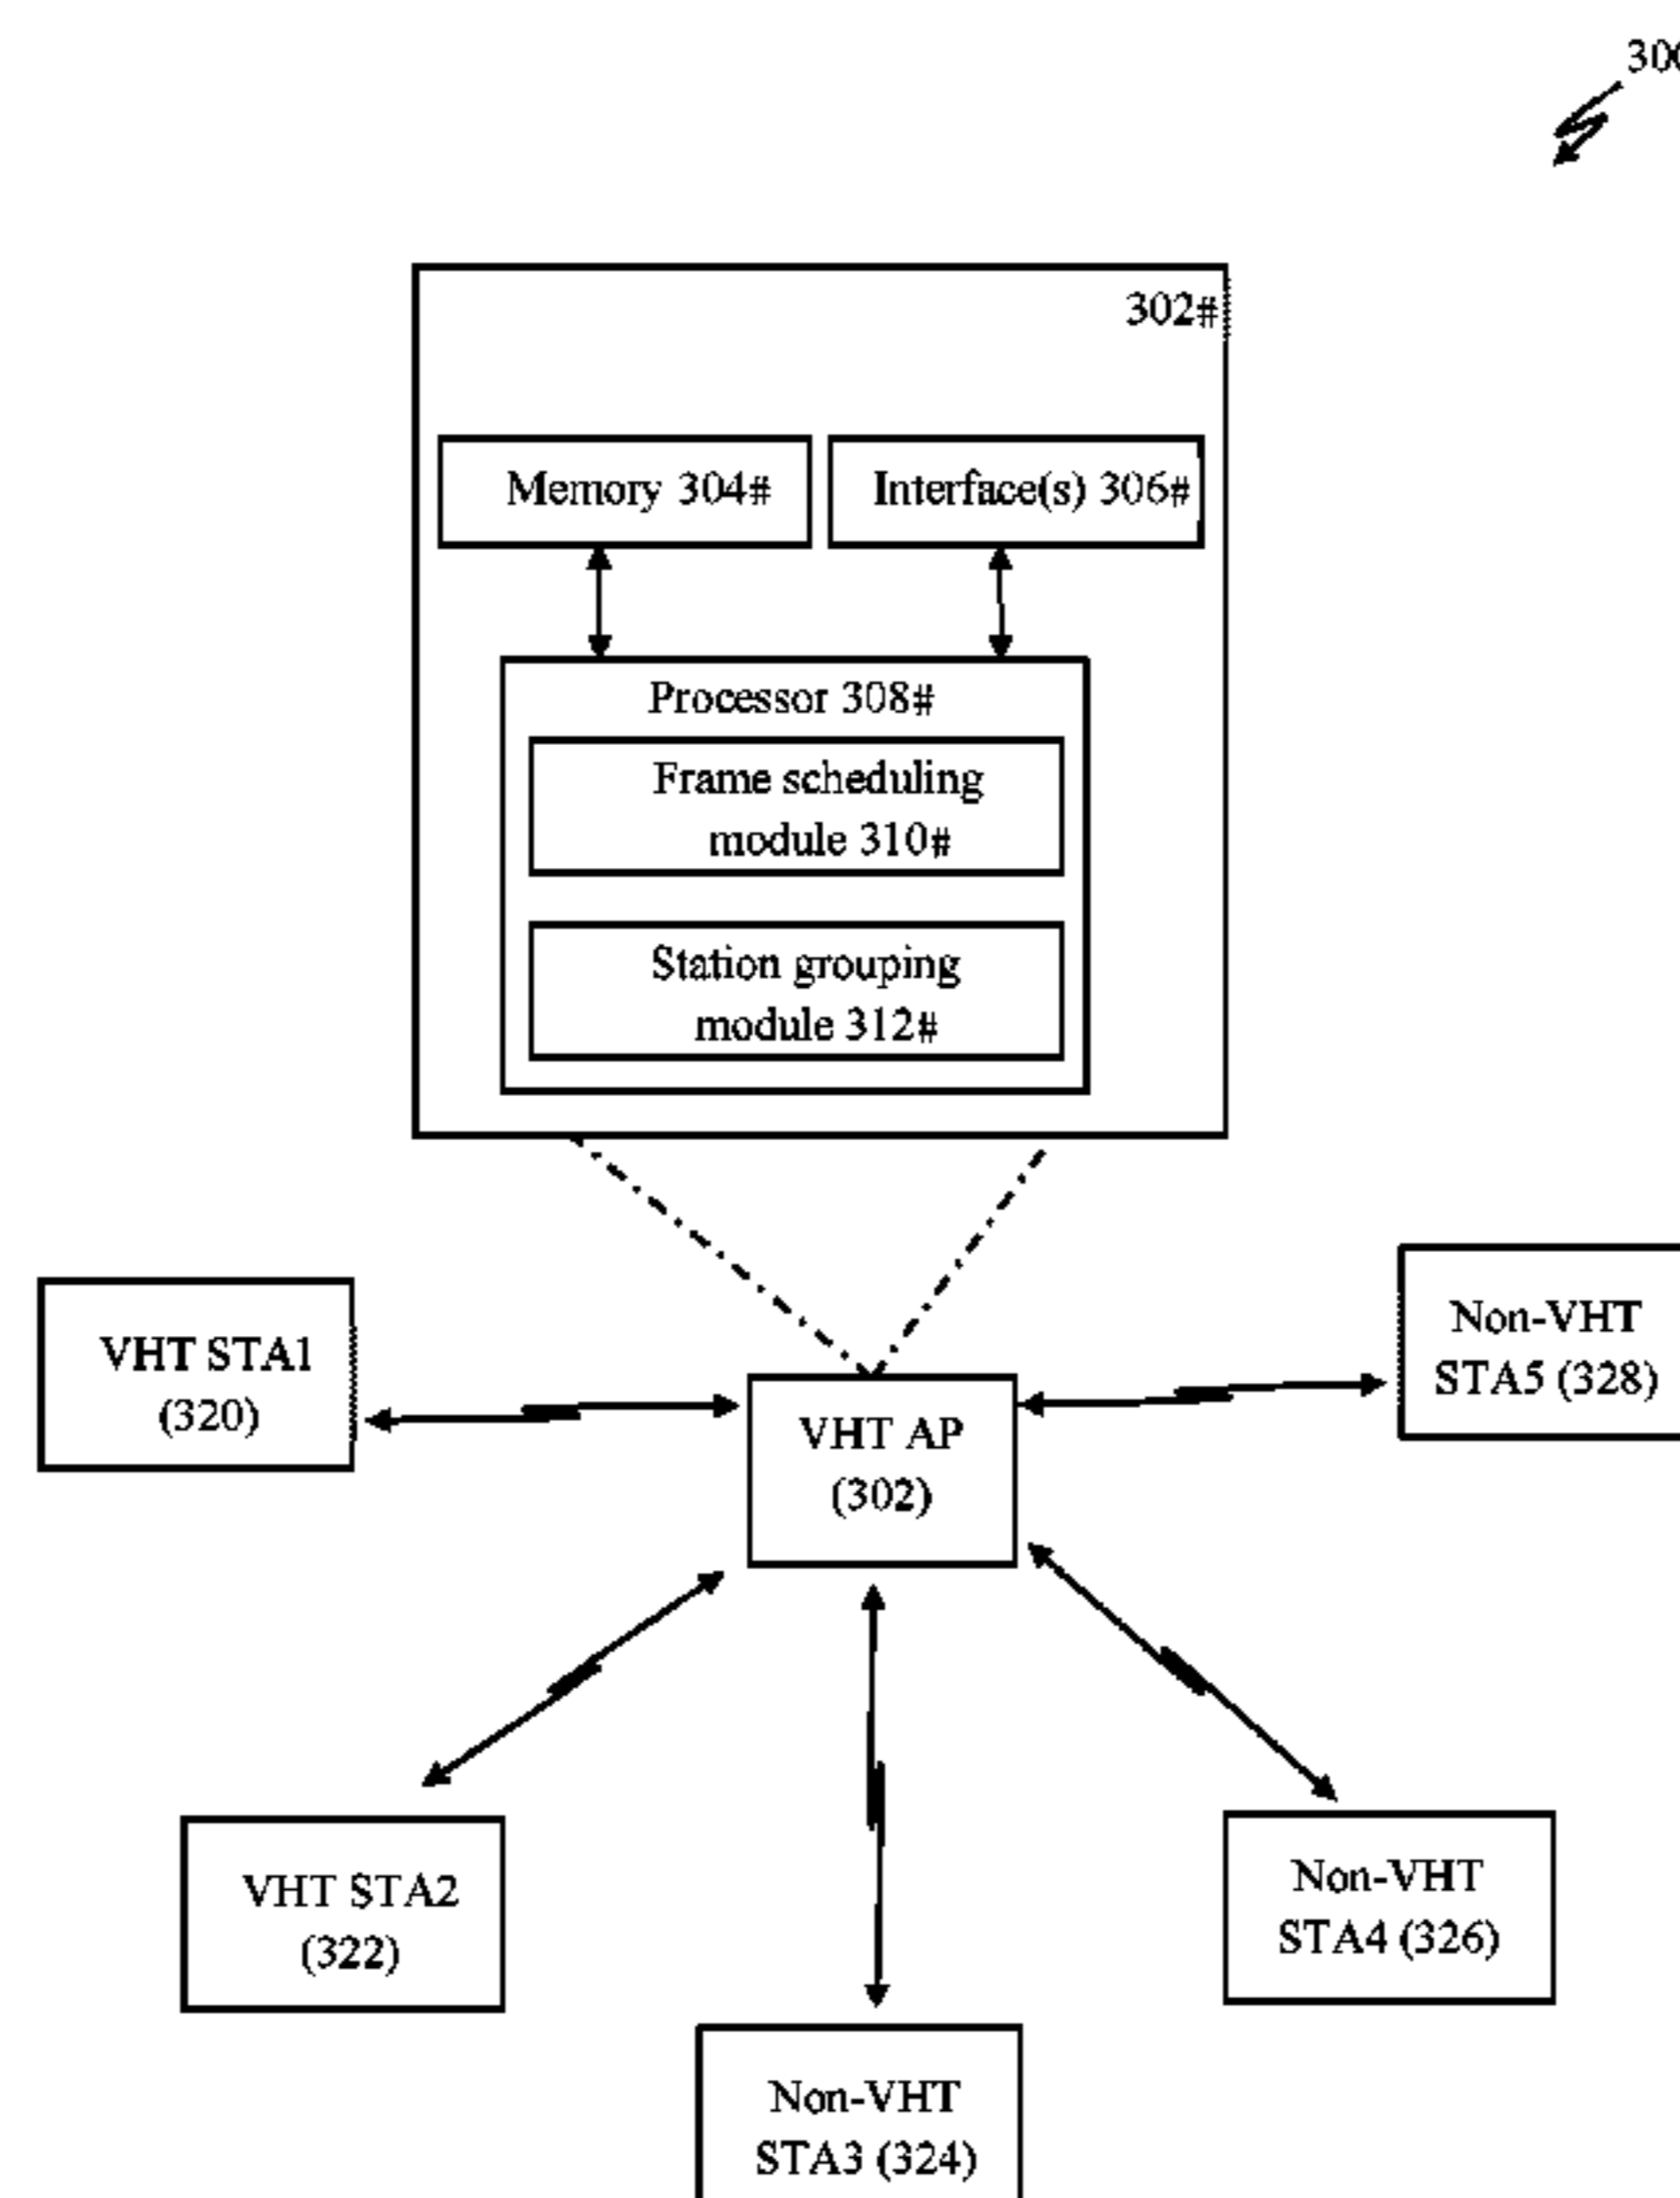 300
302#
Memory 304#
Interface(s) 306#
Processor 308#
Frame scheduling
module 310#
Station grouping
module 312#
VHT STA1
(320)
Non-VHT
STA5 (328)
VHT AP
(302)
VHT STA2
(322)
Non-VHT
STA4 (326)
Non-VHT
STA3 (324)